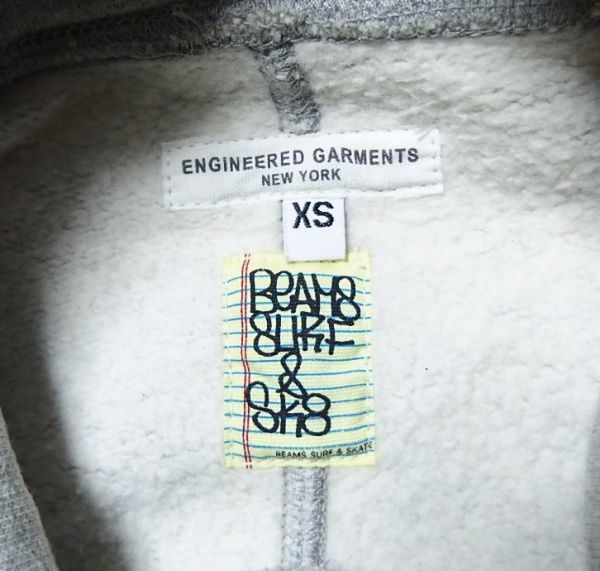 ENGINEERED GARMENTS
NEW YORK
XS
BEAMS
SURF
&
SK8
BEAMS SURF & SKATE